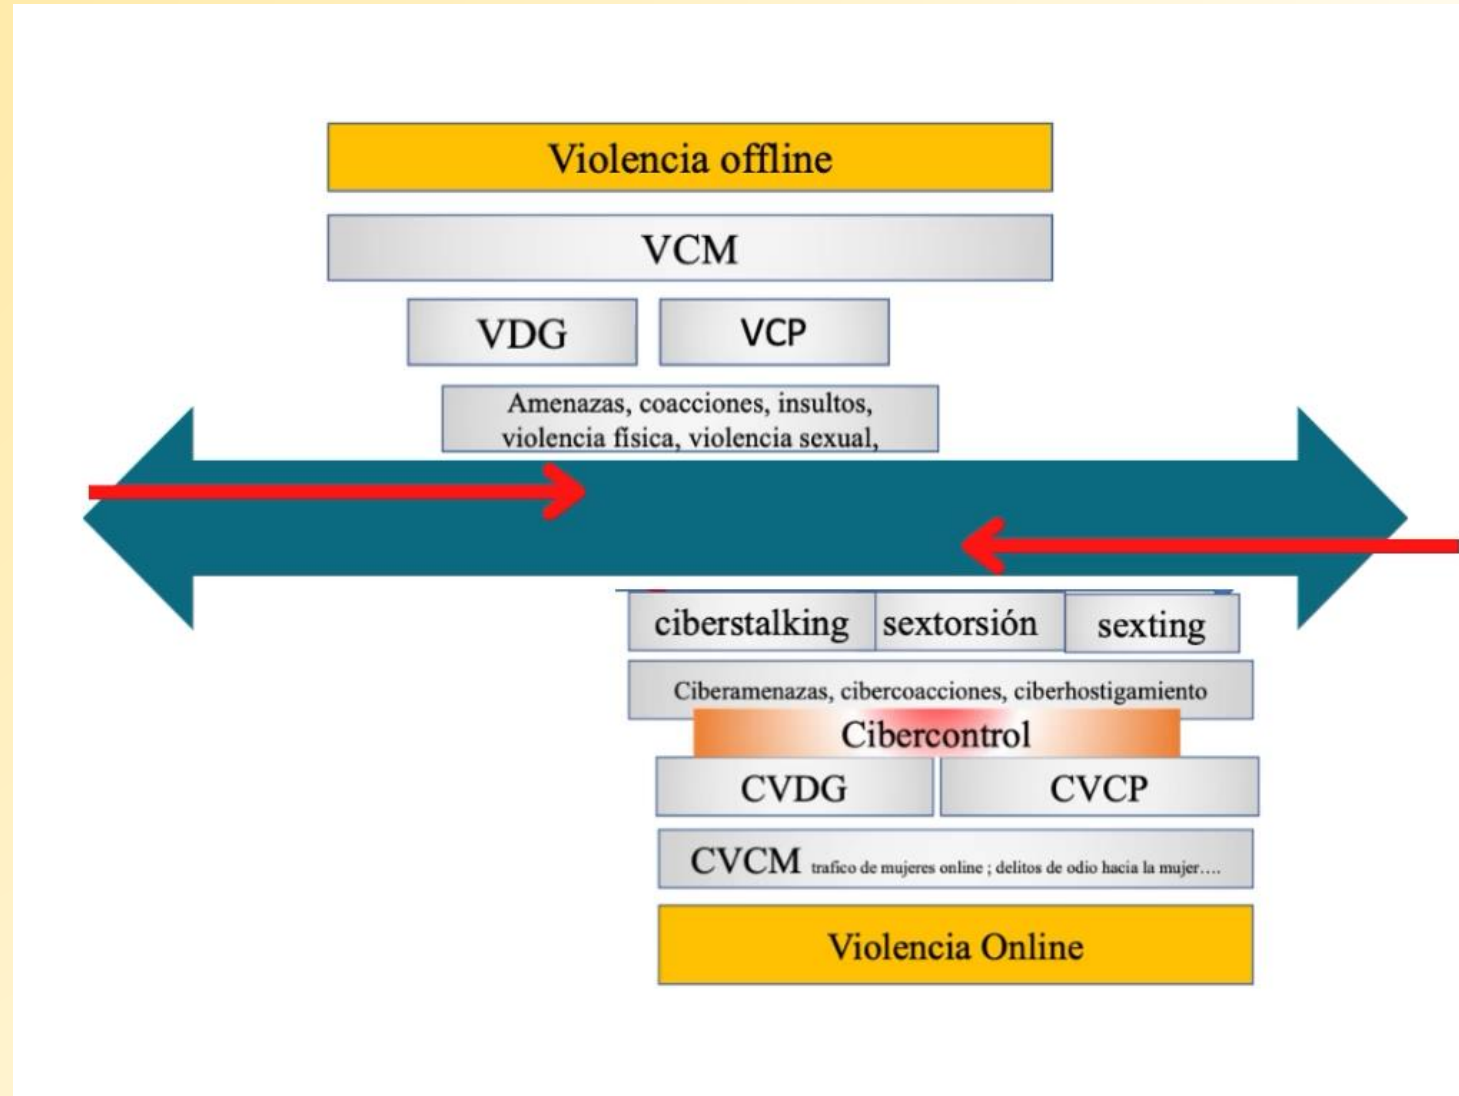 Violencia offline
VCM
VDG
VCP
Amenazas, coacciones, insultos,
violencia física, violencia sexual,
ciberstalking
sextorsión
sexting
Ciberamenazas, cibercoacciones, ciberhostigamiento
Cibercontrol
CVDG
CVCP
CVCM trafico de mujeres online ; delitos de odio hacia la mujer….
Violencia Online